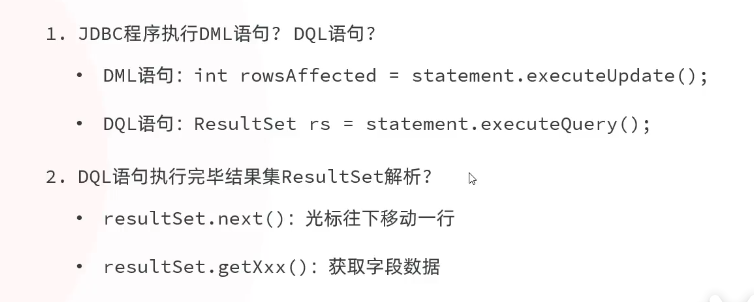 1. JDBC程序执行DML语句? DQL语句?
• DML语句: int rowsAffected = statement.executeUpdate();
• DQL语句: ResultSet rs = statement.executeQuery();
2. DQL语句执行完毕结果集ResultSet解析?
• resultSet.next(): 光标往下移动一行
• resultSet.getXxx(): 获取字段数据